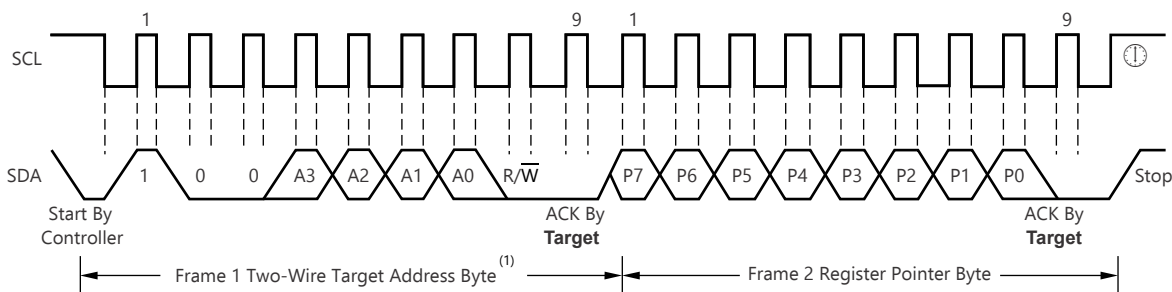 1 9 1 9
SCL
SDA 1 0 0 A3 A2 A1 A0 R/W̅ P7 P6 P5 P4 P3 P2 P1 P0 Stop
Start By ACK By ACK By
Controller Target Target
Frame 1 Two-Wire Target Address Byte (1) Frame 2 Register Pointer Byte